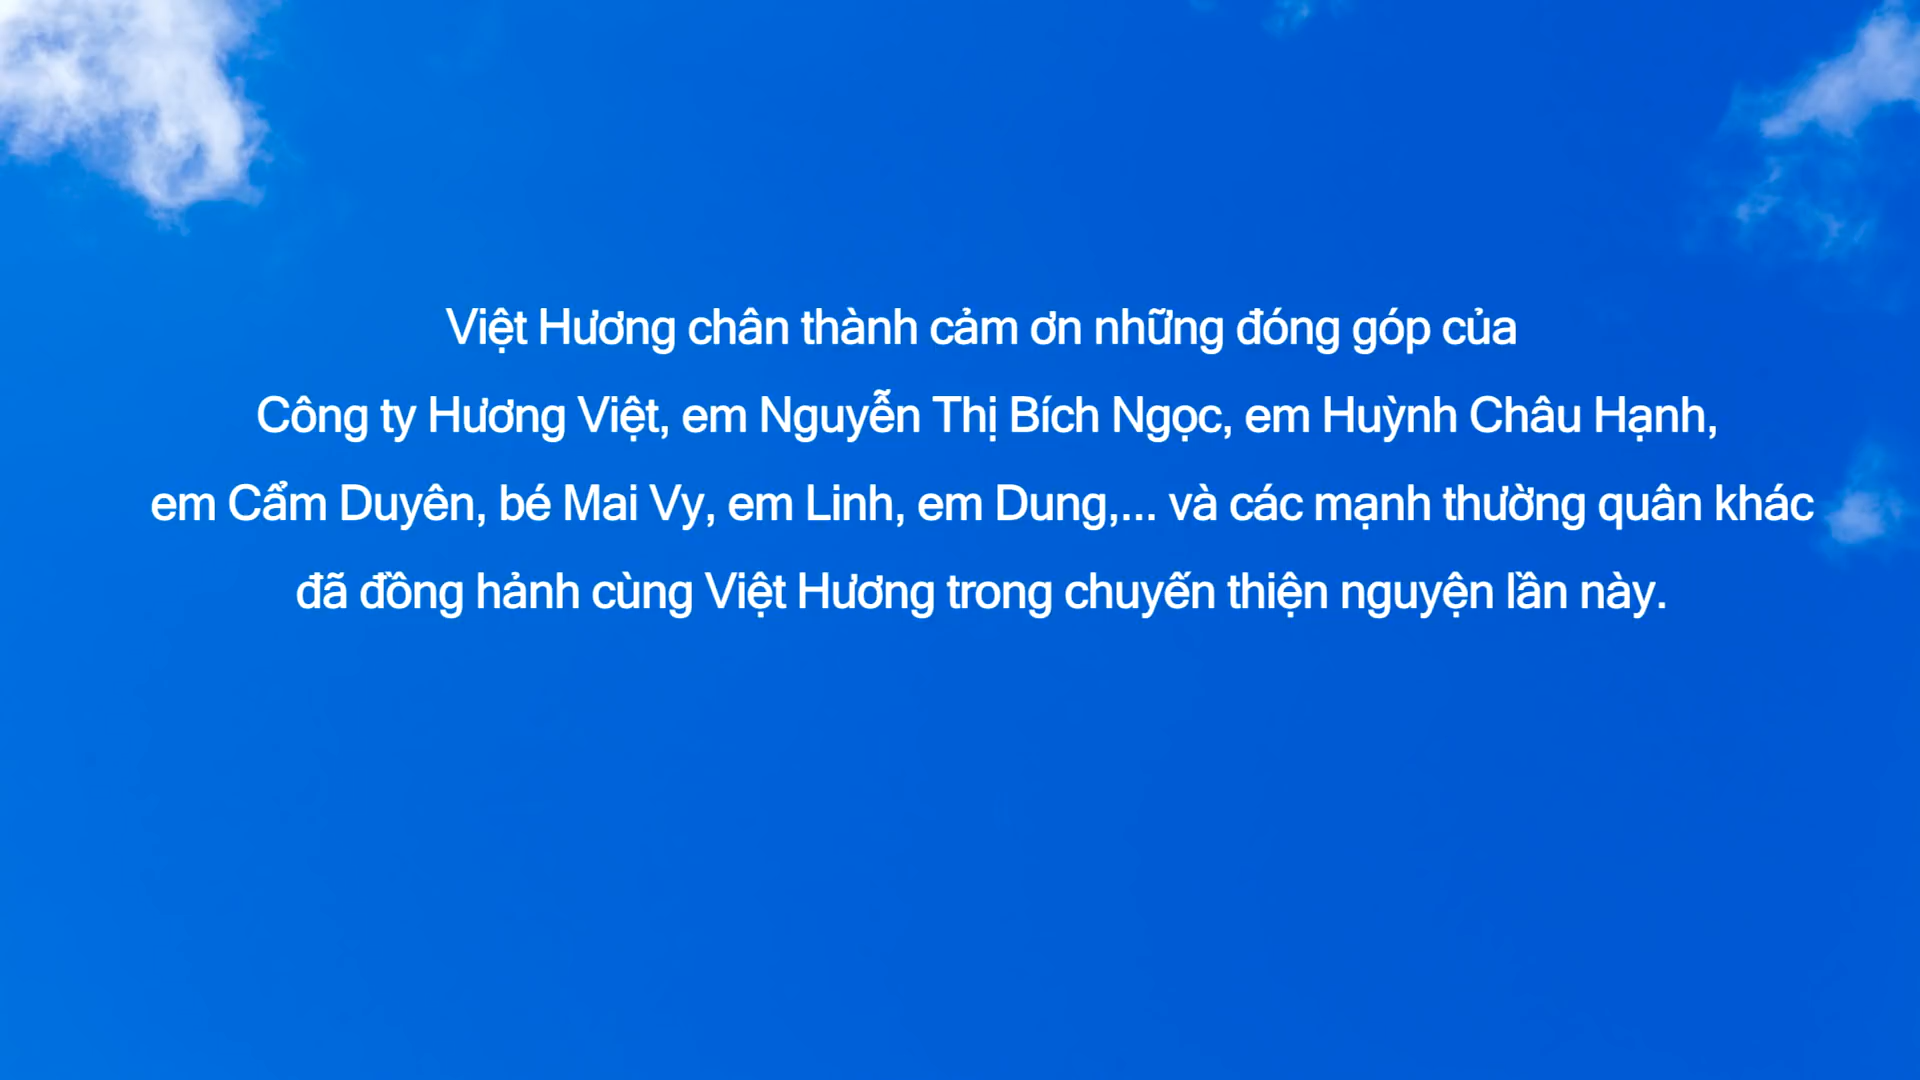 Việt Hương chân thành cảm ơn những đóng góp của
Công ty Hương Việt, em Nguyễn Thị Bích Ngọc, em Huỳnh Châu Hạnh,
em Cẩm Duyên, bé Mai Vy, em Linh, em Dung,... và các mạnh thường quân khác
đã đồng hảnh cùng Việt Hương trong chuyến thiện nguyện lần này.